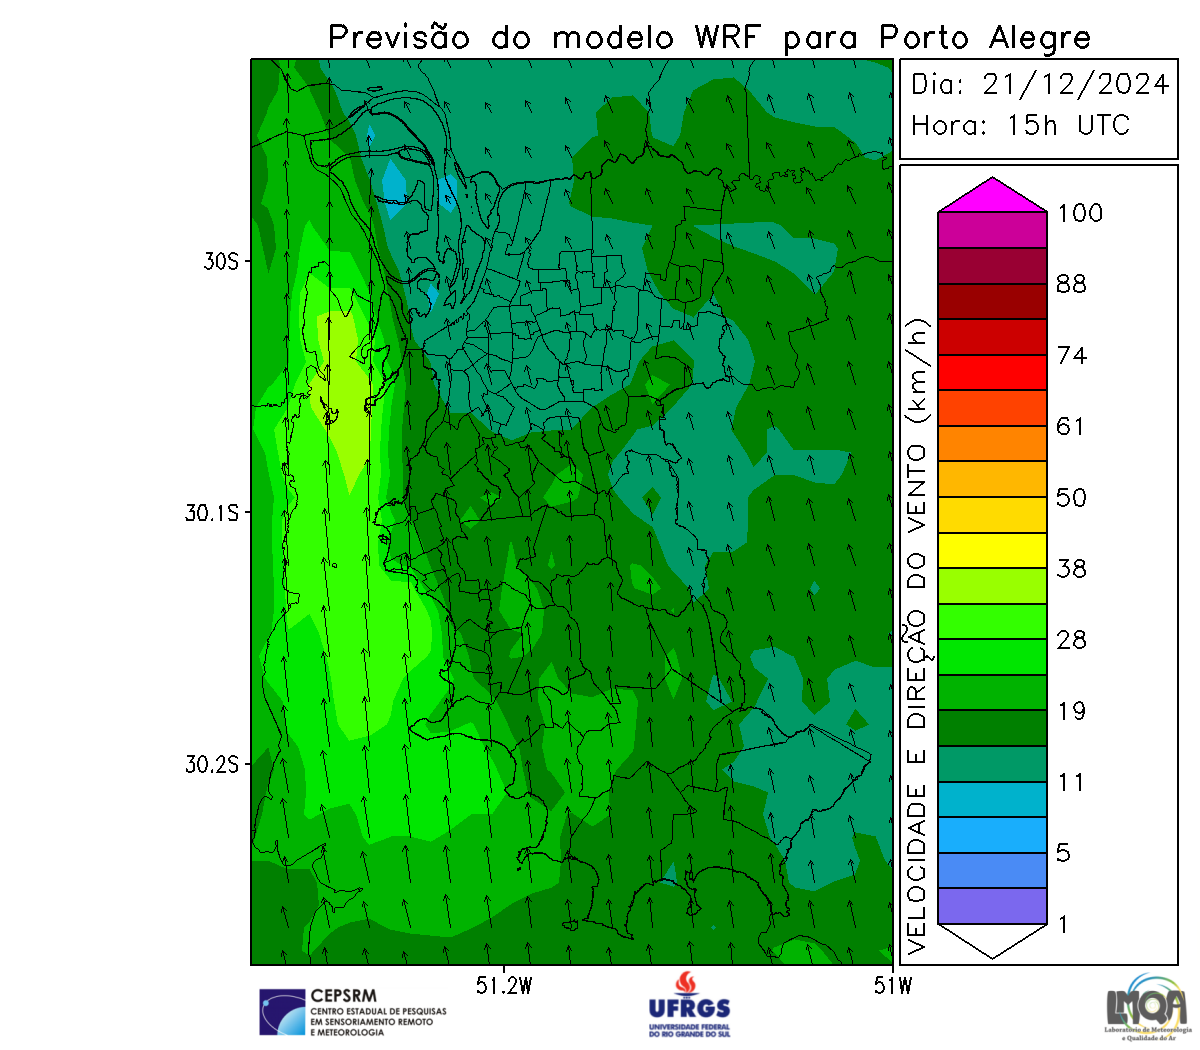 Previsão do modelo WRF para Porto Alegre
Dia: 21/12/2024
Hora: 15h UTC
30S
30.1S
30.2S
51.2W
51W
VELOCIDADE E DIREÇÃO DO VENTO (km/h)
100
88
74
61
50
38
28
19
11
5
1
CEPSRM
CENTRO ESTADUAL DE PESQUISAS
EM SENSORIAMENTO REMOTO
E METEOROLOGIA
UFRGS
UNIVERSIDADE FEDERAL
DO RIO GRANDE DO SUL
LMQA
Laboratório de Meteorologia
e Qualidade do Ar